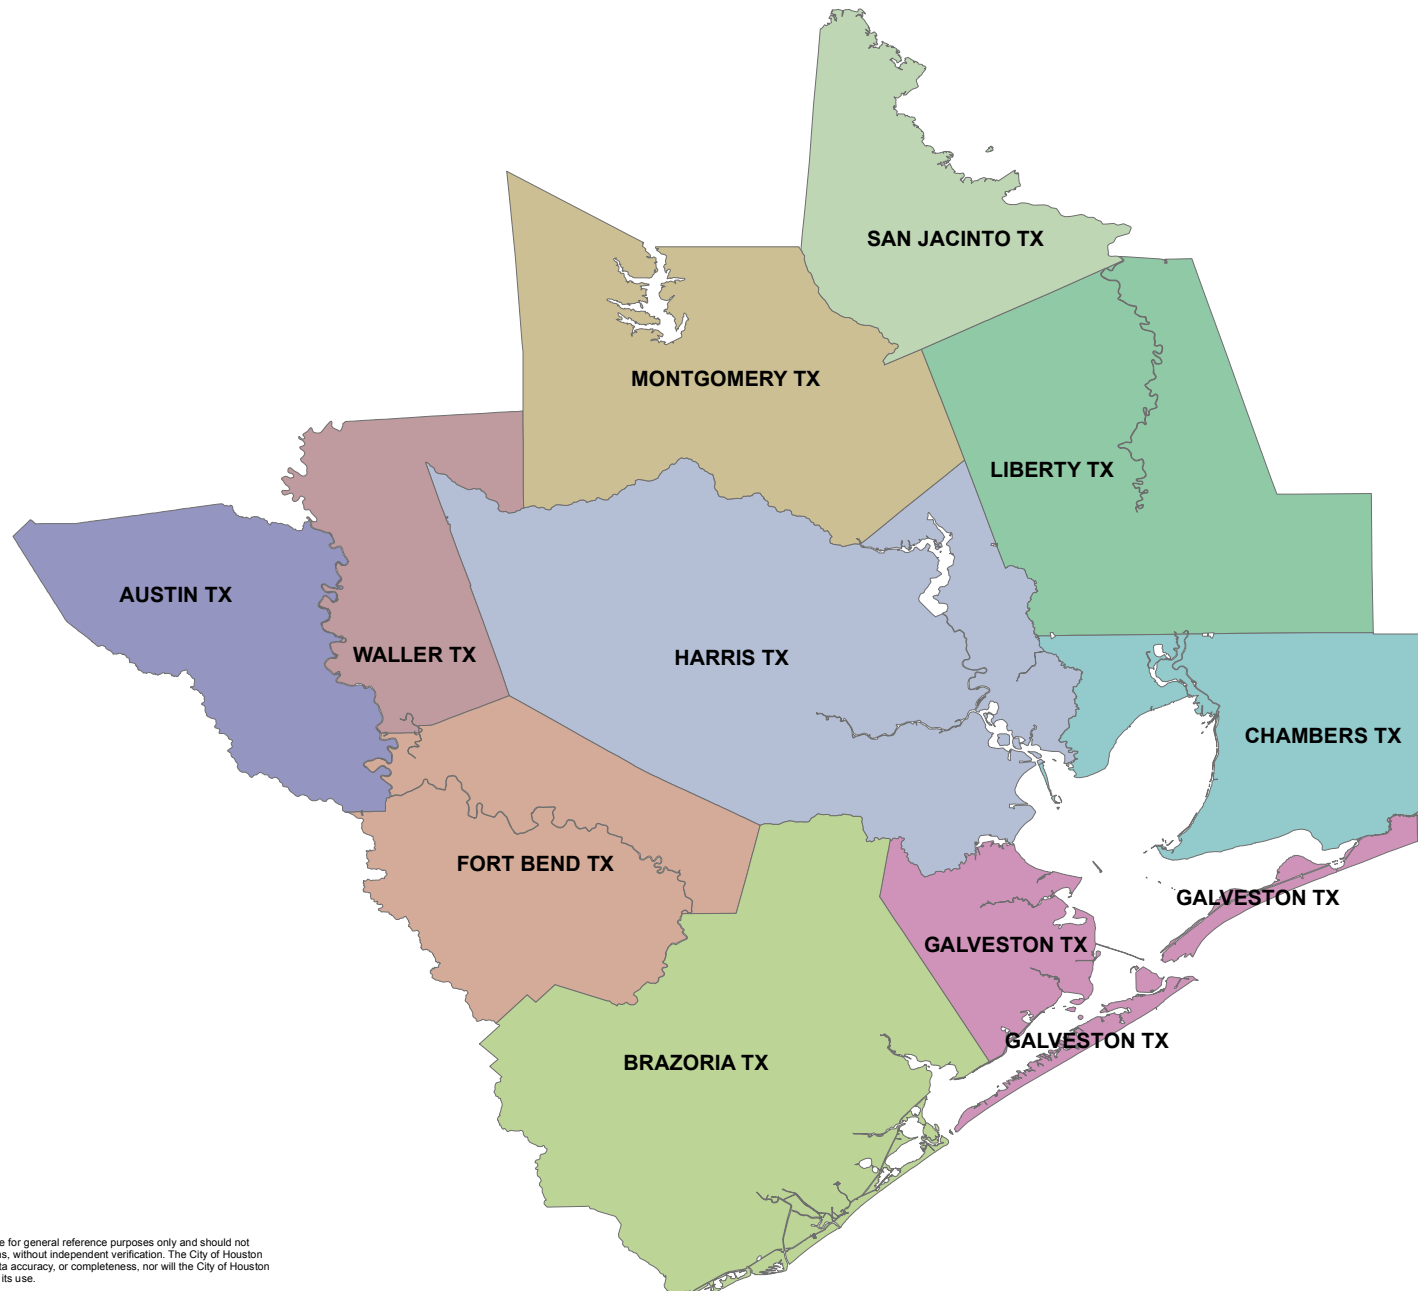 SAN JACINTO TX
MONTGOMERY TX
LIBERTY TX
AUSTIN TX
WALLER TX
HARRIS TX
CHAMBERS TX
FORT BEND TX
GALVESTON TX
GALVESTON TX
GALVESTON TX
BRAZORIA TX
for general reference purposes only and should not
without independent verification. The City of Houston
accuracy, or completeness, nor will the City of Houston
its use.